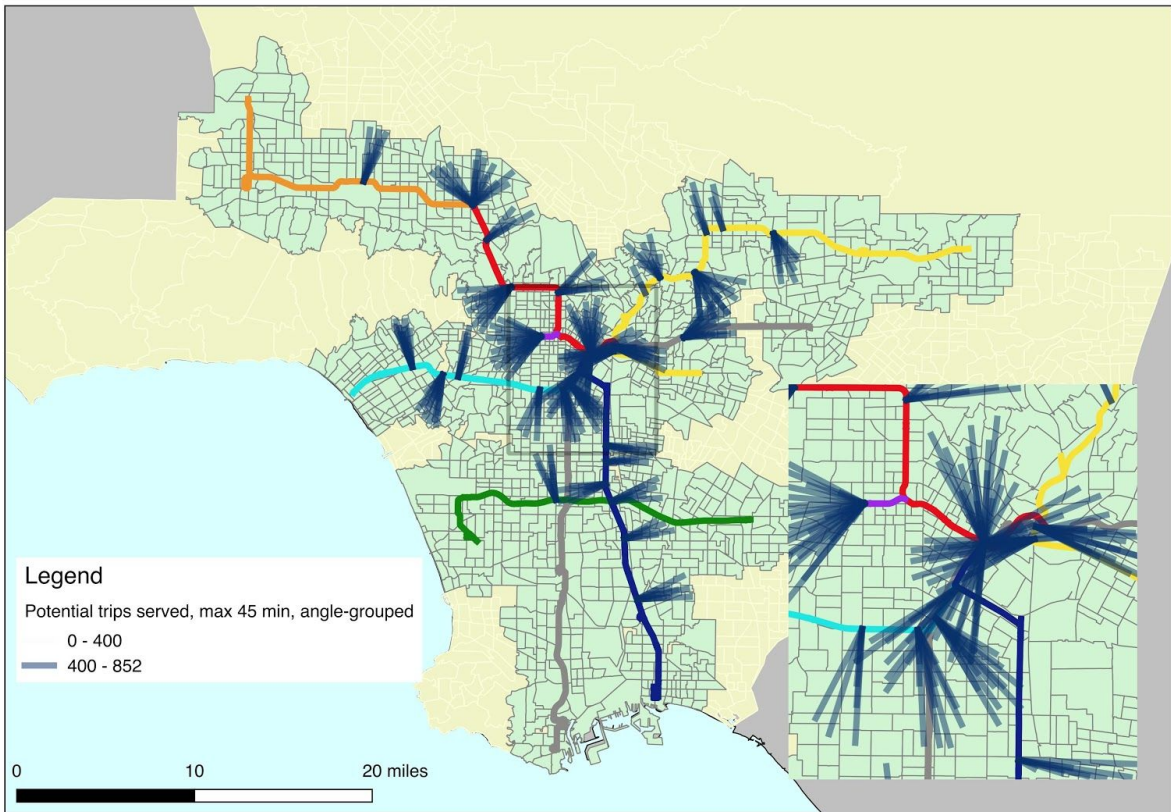 Legend
Potential trips served, max 45 min, angle-grouped
0 - 400
400 - 852
0 10 20 miles